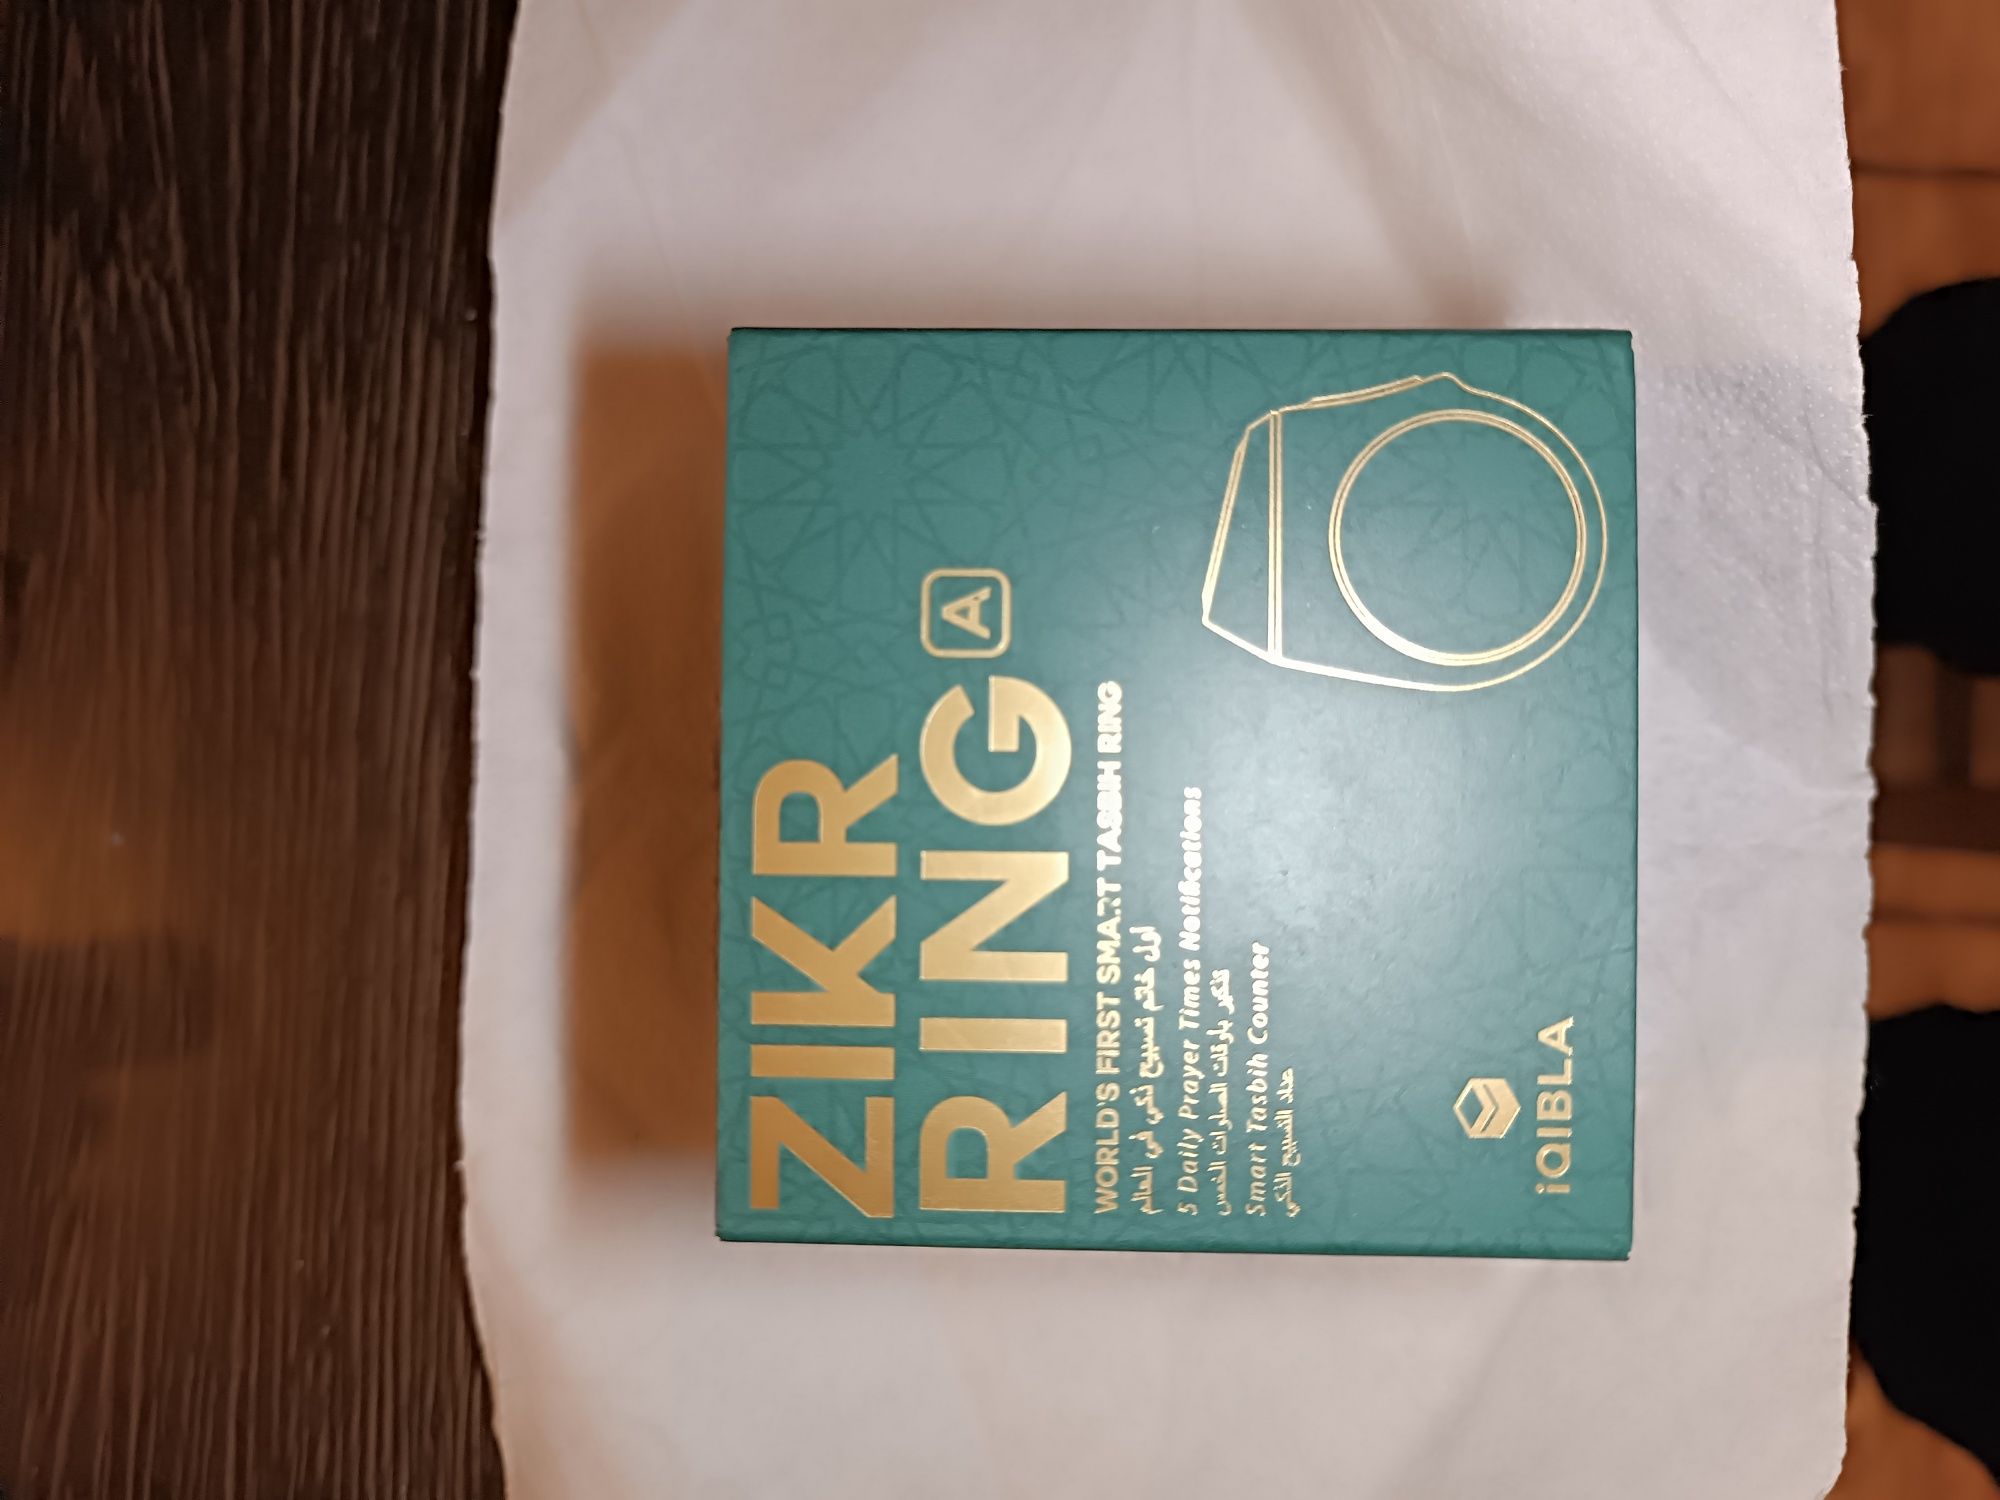 ZIKR
RING A
WORLD'S FIRST SMART TASBIH RING
أول خاتم تسبيح ذكي في العالم
5 Daily Prayer Times Notifications
تذكير بأوقات الصلوات الخمس
Smart Tasbih Counter
عداد التسبيح الذكي
iQIBLA